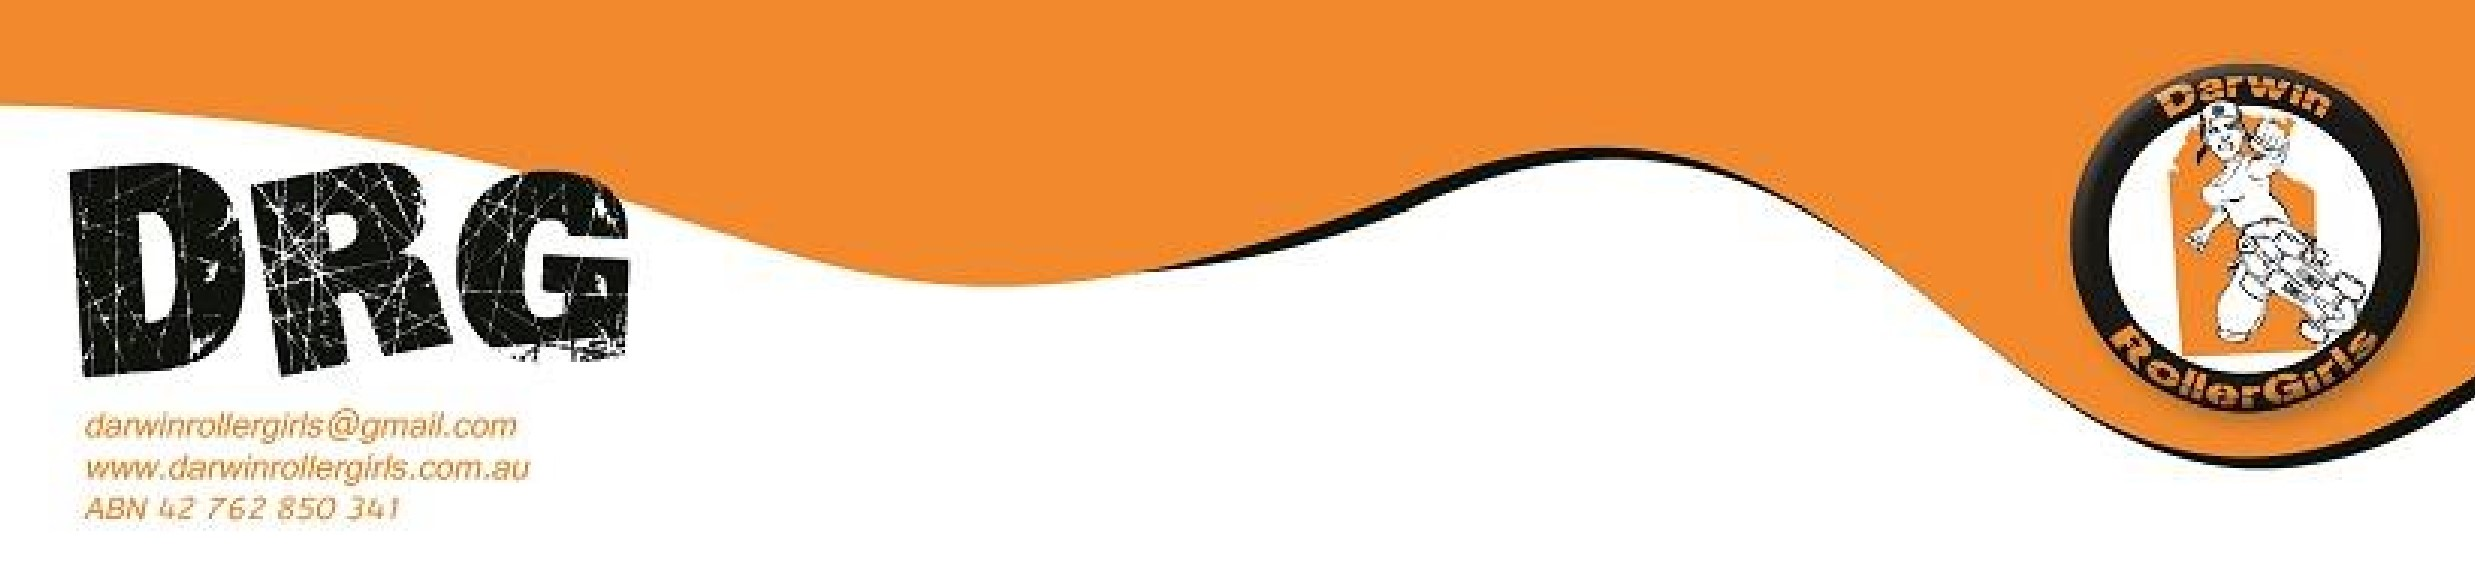 DRG
darwinrollergirls@gmail.com
www.darwinrollergirls.com.au
ABN 42 762 850 341
Darwin
RollerGirls